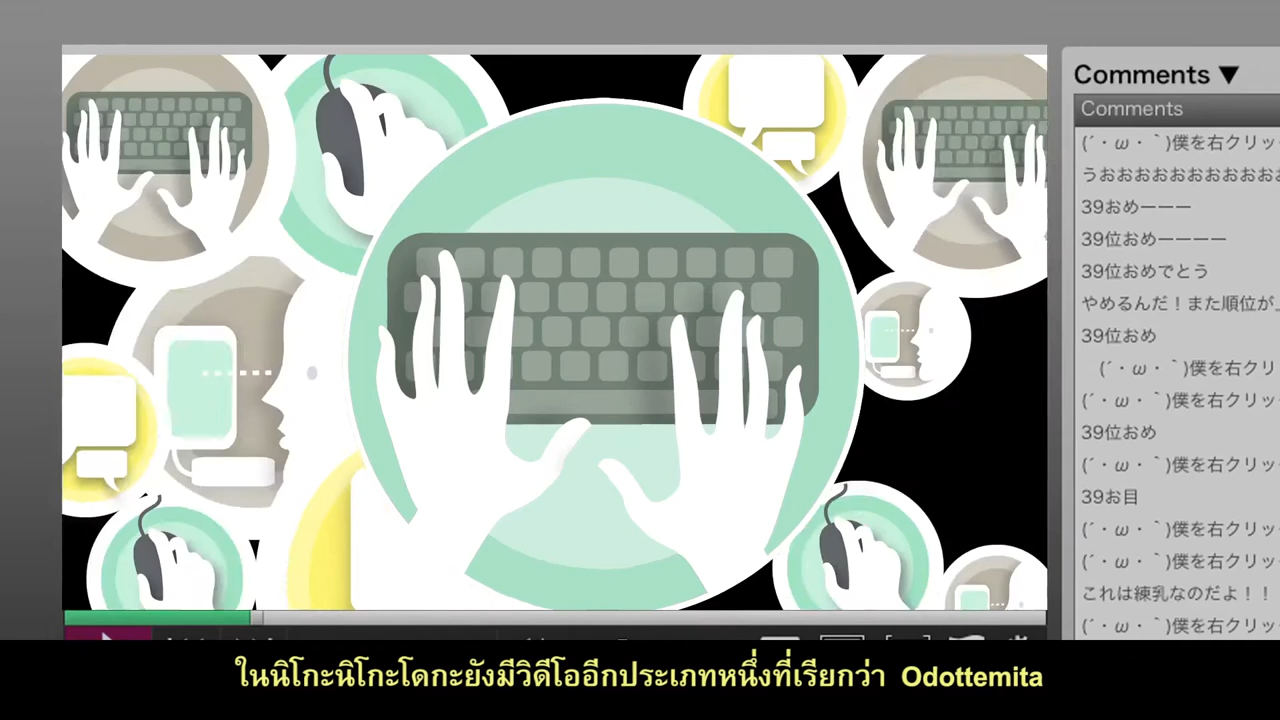 Comments ▼
Comments
(´・ω・｀)僕を右クリッ
うおおおおおおおおおおお
39おめーーー
39位おめーーーー
39位おめでとう
やめるんだ！また順位が
39位おめ
(´・ω・｀)僕を右クリ
(´・ω・｀)僕を右クリッ
39位おめ
(´・ω・｀)僕を右クリッ
39お目
(´・ω・｀)僕を右クリッ
(´・ω・｀)僕を右クリッ
これは練乳なのだよ！！
(´・ω・｀)僕を右クリッ
ในนิโกะนิโกะโดกะยังมีวิดีโออีกประเภทหนึ่งที่เรียกว่า Odottemita